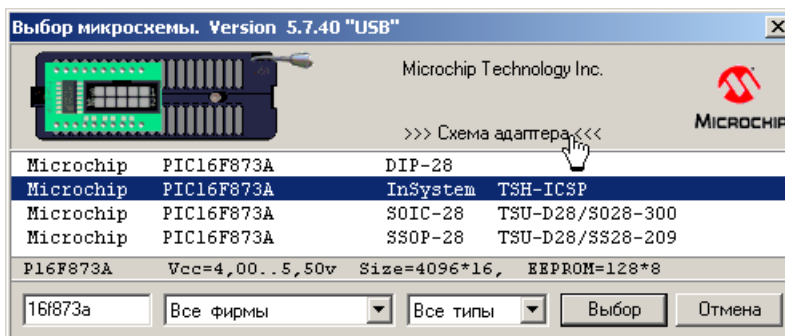 Выбор микросхемы. Version 5.7.40 "USB"
Microchip Technology Inc.
MICROCHIP
>>> Схема адаптера <<<
Microchip PIC16F873A DIP-28
Microchip PIC16F873A InSystem TSH-ICSP
Microchip PIC16F873A SOIC-28 TSU-D28/SO28-300
Microchip PIC16F873A SSOP-28 TSU-D28/SS28-209
P16F873A Vcc=4,00..5,50v Size=4096*16, EEPROM=128*8
16f873a Все фирмы Все типы Выбор Отмена